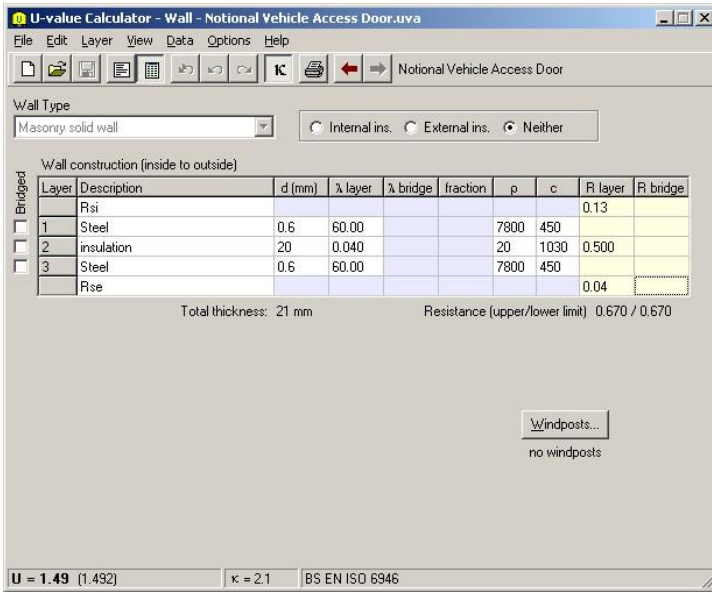 U-value Calculator - Wall - Notional Vehicle Access Door.uva
File Edit Layer View Data Options Help
K Notional Vehicle Access Door
Wall Type
Masonry solid wall
Internal ins. External ins. Neither
Wall construction (inside to outside)
Bridged
Layer Description d (mm) λ layer λ bridge fraction ρ c R layer R bridge
Rsi 0.13
1 Steel 0.6 60.00 7800 450
2 insulation 20 0.040 20 1030 0.500
3 Steel 0.6 60.00 7800 450
Rse 0.04
Total thickness: 21 mm Resistance (upper/lower limit) 0.670 / 0.670
Windposts...
no windposts
U = 1.49 (1.492) κ = 2.1 BS EN ISO 6946